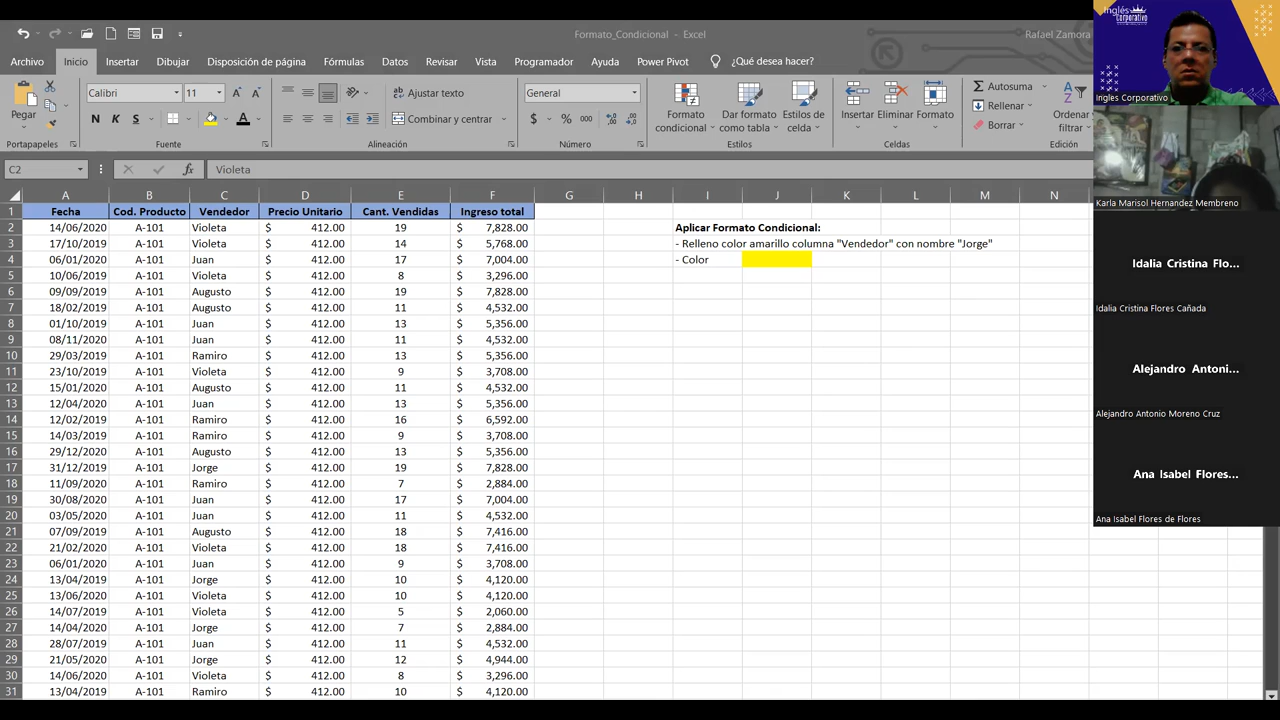 Formato_Condicional - Excel
Rafael Zamora
Archivo Inicio Insertar Dibujar Disposición de página Fórmulas Datos Revisar Vista Programador Ayuda Power Pivot ¿Qué desea hacer?
Pegar
Calibri 11
N K S
Ajustar texto
Combinar y centrar
General
$ % 000
Formato condicional
Dar formato como tabla
Estilos de celda
Insertar Eliminar Formato
Autosuma
Rellenar
Borrar
Ordenar y filtrar
Portapapeles Fuente Alineación Número Estilos Celdas Edición
C2 fx Violeta
A B C D E F G H I J K L M N
1 Fecha Cod. Producto Vendedor Precio Unitario Cant. Vendidas Ingreso total
2 14/06/2020 A-101 Violeta $ 412.00 19 $ 7,828.00 Aplicar Formato Condicional:
3 17/10/2019 A-101 Violeta $ 412.00 14 $ 5,768.00 - Relleno color amarillo columna "Vendedor" con nombre "Jorge"
4 06/01/2020 A-101 Juan $ 412.00 17 $ 7,004.00 - Color
5 10/06/2019 A-101 Violeta $ 412.00 8 $ 3,296.00
6 09/09/2019 A-101 Augusto $ 412.00 19 $ 7,828.00
7 18/02/2020 A-101 Augusto $ 412.00 11 $ 4,532.00
8 01/10/2019 A-101 Juan $ 412.00 13 $ 5,356.00
9 08/11/2019 A-101 Juan $ 412.00 11 $ 4,532.00
10 29/03/2019 A-101 Ramiro $ 412.00 13 $ 5,356.00
11 23/10/2019 A-101 Violeta $ 412.00 9 $ 3,708.00
12 15/01/2020 A-101 Augusto $ 412.00 11 $ 4,532.00
13 12/04/2020 A-101 Juan $ 412.00 13 $ 5,356.00
14 12/02/2019 A-101 Ramiro $ 412.00 16 $ 6,592.00
15 14/03/2019 A-101 Ramiro $ 412.00 9 $ 3,708.00
16 29/12/2020 A-101 Augusto $ 412.00 13 $ 5,356.00
17 31/12/2019 A-101 Jorge $ 412.00 19 $ 7,828.00
18 11/09/2020 A-101 Ramiro $ 412.00 7 $ 2,884.00
19 30/08/2020 A-101 Juan $ 412.00 17 $ 7,004.00
20 03/05/2020 A-101 Juan $ 412.00 11 $ 4,532.00
21 07/09/2020 A-101 Augusto $ 412.00 18 $ 7,416.00
22 21/02/2020 A-101 Violeta $ 412.00 18 $ 7,416.00
23 06/01/2020 A-101 Juan $ 412.00 9 $ 3,708.00
24 13/04/2019 A-101 Jorge $ 412.00 10 $ 4,120.00
25 13/06/2020 A-101 Violeta $ 412.00 10 $ 4,120.00
26 14/07/2019 A-101 Violeta $ 412.00 5 $ 2,060.00
27 14/04/2020 A-101 Jorge $ 412.00 7 $ 2,884.00
28 28/07/2019 A-101 Juan $ 412.00 11 $ 4,532.00
29 21/05/2020 A-101 Jorge $ 412.00 12 $ 4,944.00
30 14/06/2020 A-101 Violeta $ 412.00 8 $ 3,296.00
31 13/04/2019 A-101 Ramiro $ 412.00 10 $ 4,120.00
Inglés
Corporativo
Ingles Corporativo
Karla Marisol Hernandez Membreno
Idalia Cristina Flo...
Idalia Cristina Flores Cañada
Alejandro Antoni...
Alejandro Antonio Moreno Cruz
Ana Isabel Flores...
Ana Isabel Flores de Flores